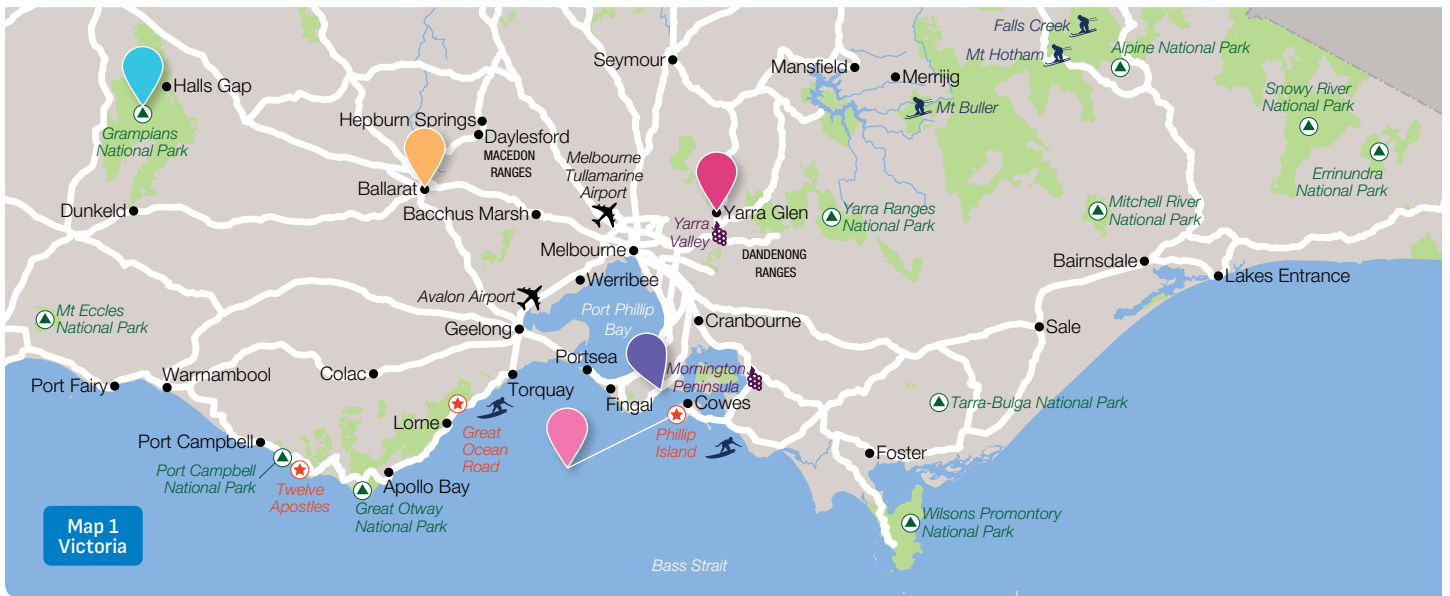 Falls Creek
Mt Hotham
Alpine National Park
Seymour
Mansfield
Merrijig
Halls Gap
Snowy River
National Park
Mt Buller
Hepburn Springs
Daylesford
Grampians
National Park
MACEDON
RANGES
Melbourne
Tullamarine
Airport
Errinundra
National Park
Ballarat
Dunkeld
Bacchus Marsh
Yarra Glen
Yarra Ranges
National Park
Mitchell River
National Park
Yarra
Valley
Melbourne
DANDENONG
RANGES
Bairnsdale
Lakes Entrance
Werribee
Avalon Airport
Port Phillip
Bay
Mt Eccles
National Park
Geelong
Cranbourne
Sale
Portsea
Colac
Mornington
Peninsula
Port Fairy
Warrnambool
Torquay
Fingal
Cowes
Tarra-Bulga National Park
Lorne
Great
Ocean
Road
Phillip
Island
Port Campbell
Port Campbell
National Park
Foster
Twelve
Apostles
Apollo Bay
Great Otway
National Park
Wilsons Promontory
National Park
Map 1
Victoria
Bass Strait